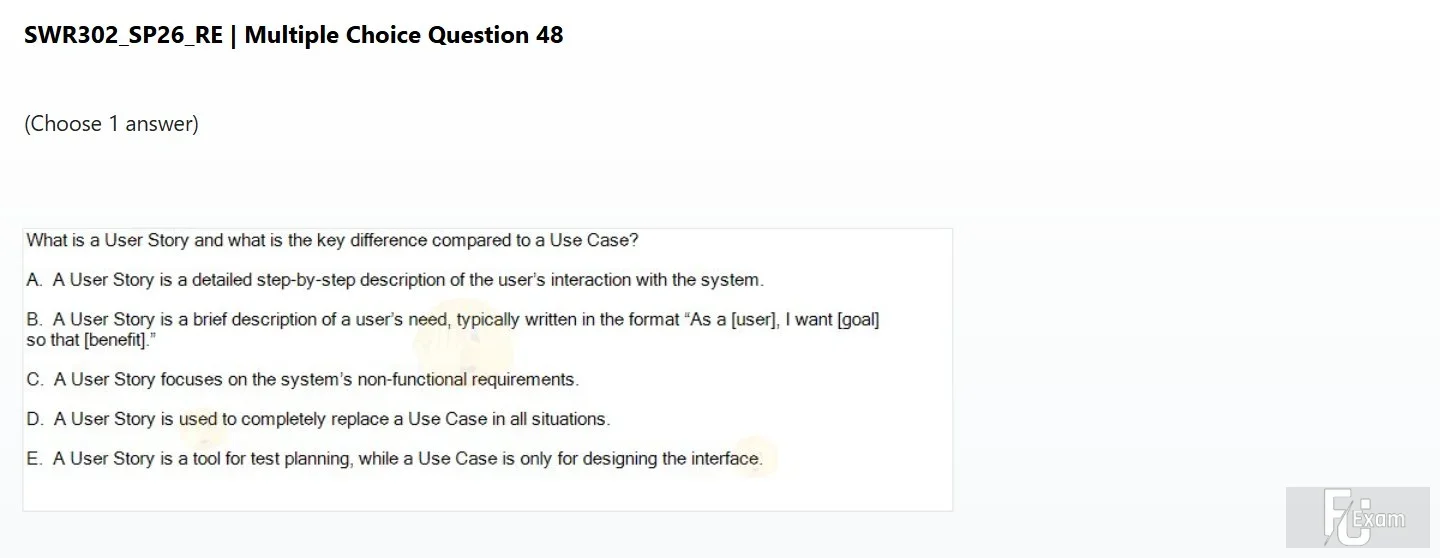 SWR302_SP26_RE | Multiple Choice Question 48
(Choose 1 answer)
What is a User Story and what is the key difference compared to a Use Case?
A. A User Story is a detailed step-by-step description of the user's interaction with the system.
B. A User Story is a brief description of a user's need, typically written in the format “As a [user], I want [goal]
so that [benefit].”
C. A User Story focuses on the system's non-functional requirements.
D. A User Story is used to completely replace a Use Case in all situations.
E. A User Story is a tool for test planning, while a Use Case is only for designing the interface.
Exam